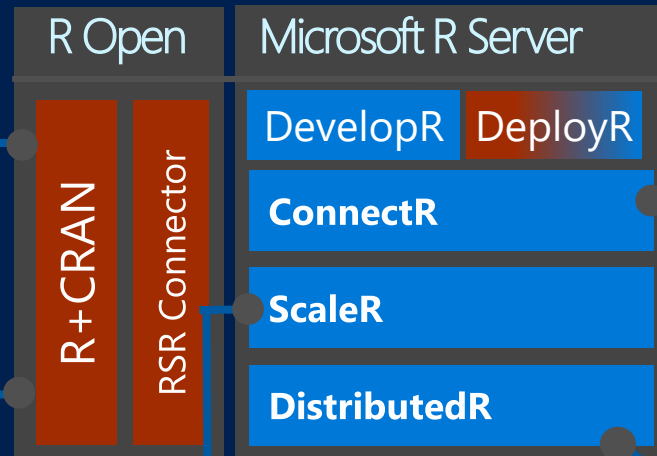 R Open
Microsoft R Server
R+CRAN
RSR Connector
DevelopR
DeployR
ConnectR
ScaleR
DistributedR